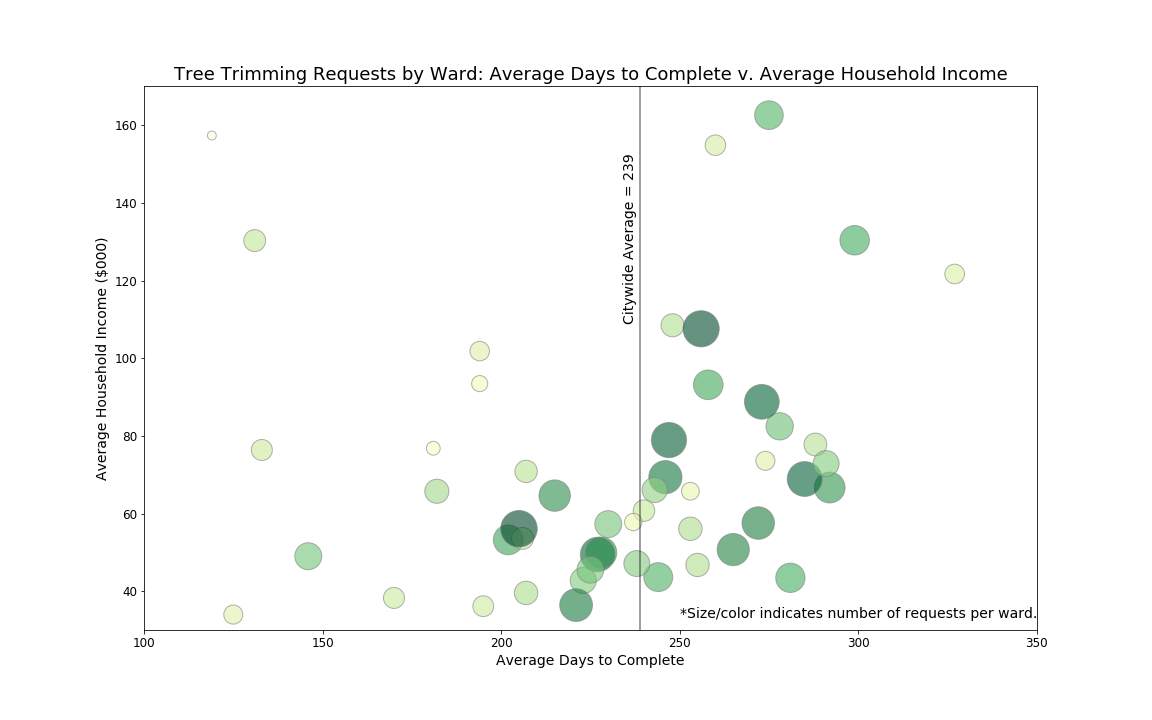 Tree Trimming Requests by Ward: Average Days to Complete v. Average Household Income
160
140
120
100
80
60
40
Average Household Income ($000)
Citywide Average = 239
*Size/color indicates number of requests per ward.
100
150
200
250
300
350
Average Days to Complete